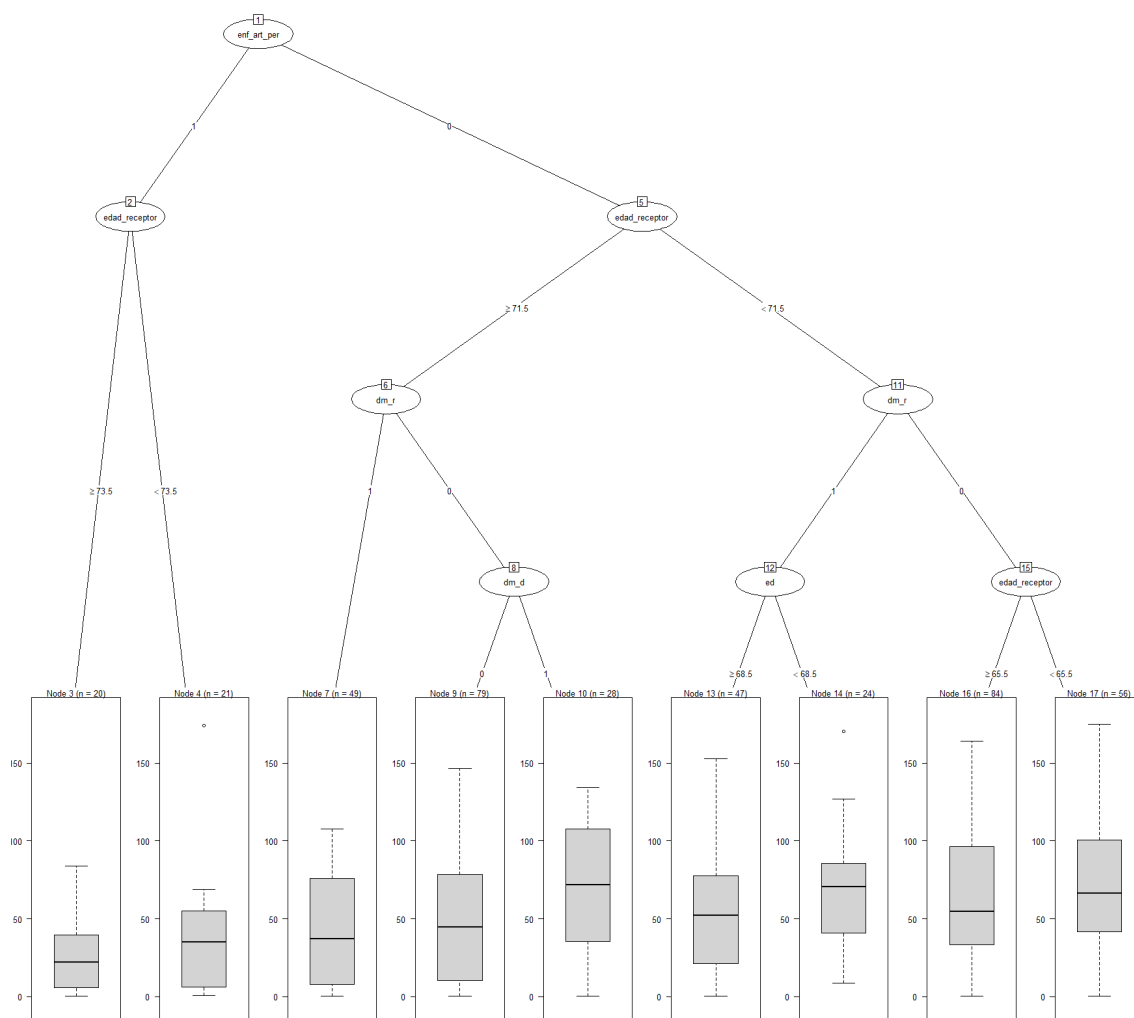 1
enf_art_per
1
0
2
edad_receptor
5
edad_receptor
≥ 71.5
< 71.5
6
dm_r
11
dm_r
≥ 73.5
< 73.5
1
0
1
0
8
dm_d
12
ed
15
edad_receptor
0
1
≥ 68.5
< 68.5
≥ 65.5
< 65.5
Node 3 (n = 20)
Node 4 (n = 21)
Node 7 (n = 49)
Node 9 (n = 79)
Node 10 (n = 28)
Node 13 (n = 47)
Node 14 (n = 24)
Node 16 (n = 84)
Node 17 (n = 56)
150 150 150 150 150 150 150 150 150
100 100 100 100 100 100 100 100 100
50 50 50 50 50 50 50 50 50
0 0 0 0 0 0 0 0 0